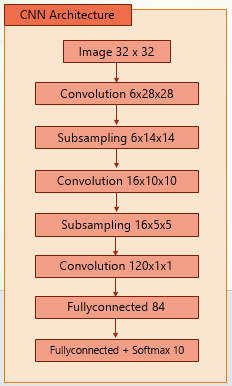 CNN Architecture
Image 32 x 32
Convolution 6x28x28
Subsampling 6x14x14
Convolution 16x10x10
Subsampling 16x5x5
Convolution 120x1x1
Fullyconnected 84
Fullyconnected + Softmax 10